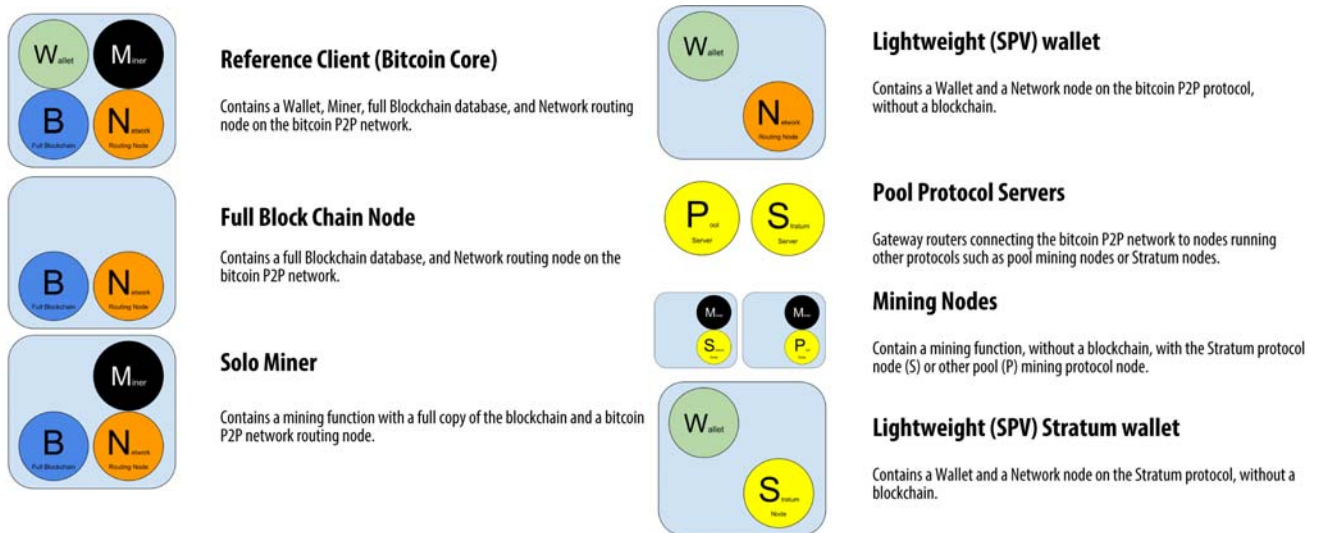 Wallet
Miner
B
Full Blockchain
Network
Routing Node
Reference Client (Bitcoin Core)
Contains a Wallet, Miner, full Blockchain database, and Network routing
node on the bitcoin P2P network.
B
Full Blockchain
Network
Routing Node
Full Block Chain Node
Contains a full Blockchain database, and Network routing node on the
bitcoin P2P network.
Miner
B
Full Blockchain
Network
Routing Node
Solo Miner
Contains a mining function with a full copy of the blockchain and a bitcoin
P2P network routing node.
Wallet
Network
Routing Node
Lightweight (SPV) wallet
Contains a Wallet and a Network node on the bitcoin P2P protocol,
without a blockchain.
Pool
Server
Stratum
Server
Pool Protocol Servers
Gateway routers connecting the bitcoin P2P network to nodes running
other protocols such as pool mining nodes or Stratum nodes.
M
S
M
P
Mining Nodes
Contain a mining function, without a blockchain, with the Stratum protocol
node (S) or other pool (P) mining protocol node.
Wallet
Stratum
Node
Lightweight (SPV) Stratum wallet
Contains a Wallet and a Network node on the Stratum protocol, without a
blockchain.